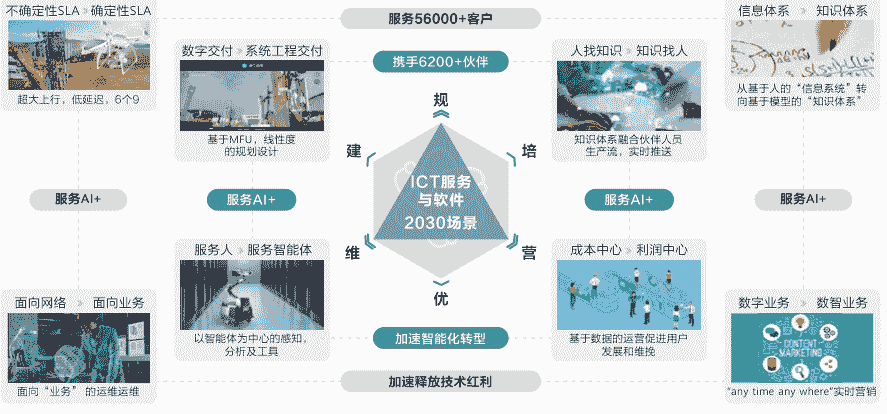 不确定性SLA » 确定性SLA
超大上行，低延迟，6个9
数字交付 » 系统工程交付
基于MFU，线性度
的规划设计
服务56000+客户
携手6200+伙伴
人找知识 » 知识找人
知识体系融合伙伴人员
生产流，实时推送
信息体系 » 知识体系
从基于人的“信息系统”转
向基于模型的“知识体系”
规
建
培
ICT服务
与软件
2030场景
维
营
优
服务AI+
服务AI+
服务AI+
服务AI+
面向网络 » 面向业务
面向“业务” 的运维运维
服务人 » 服务智能体
以智能体为中心的感知，
分析及工具
加速智能化转型
加速释放技术红利
成本中心 » 利润中心
基于数据的运营促进用户
发展和维挽
数字业务 » 数智业务
CONTENT
MARKETING
“any time any where”实时营销